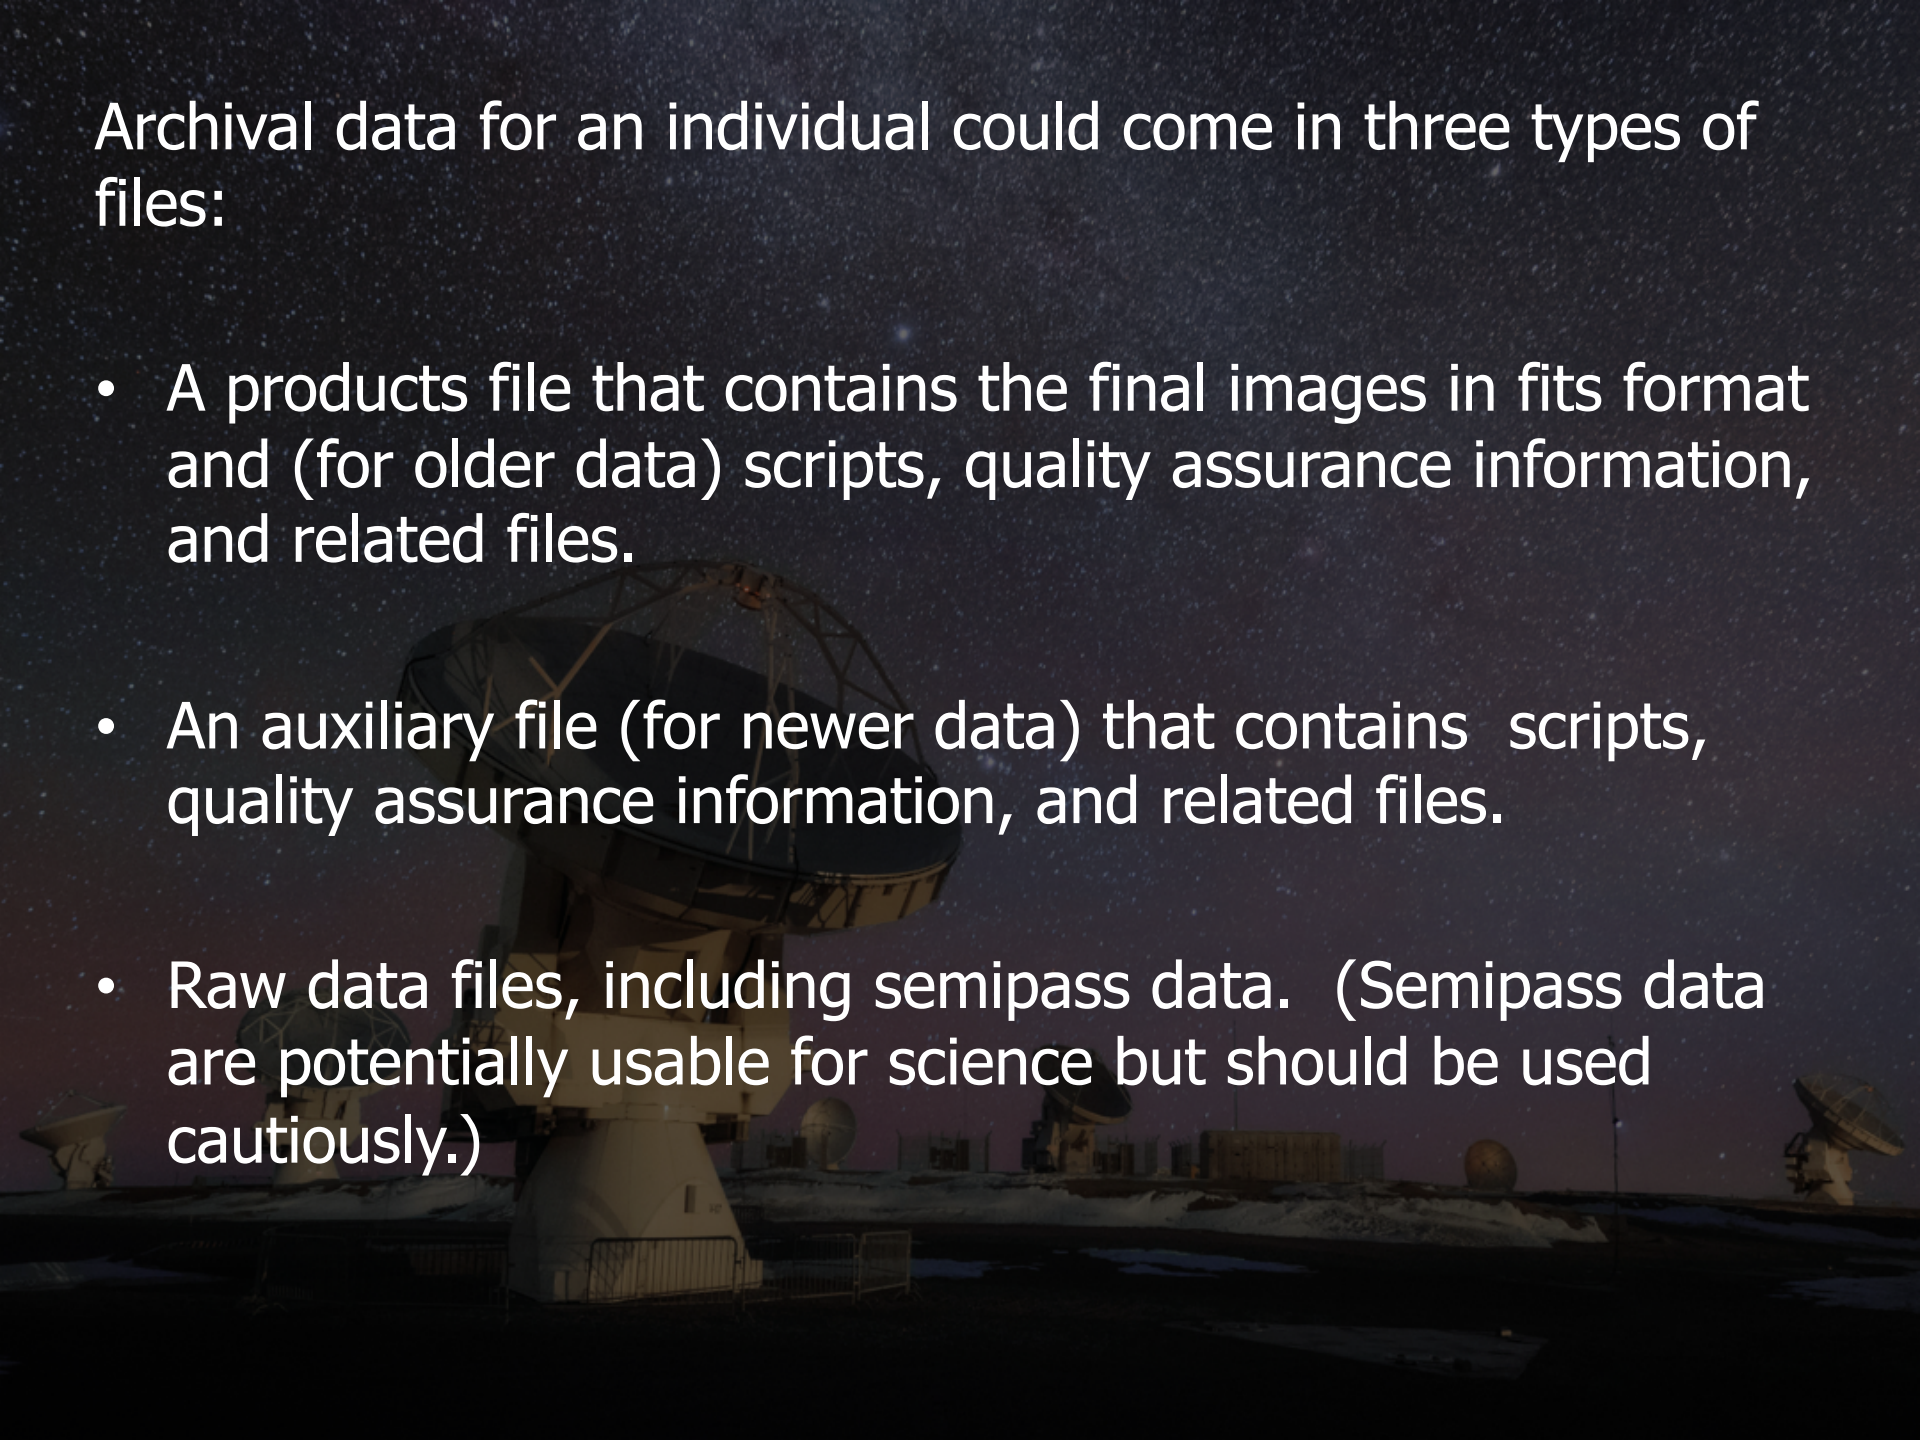 Archival data for an individual could come in three types of
files:
• A products file that contains the final images in fits format
and (for older data) scripts, quality assurance information,
and related files.
• An auxiliary file (for newer data) that contains  scripts,
quality assurance information, and related files.
• Raw data files, including semipass data.  (Semipass data
are potentially usable for science but should be used
cautiously.)